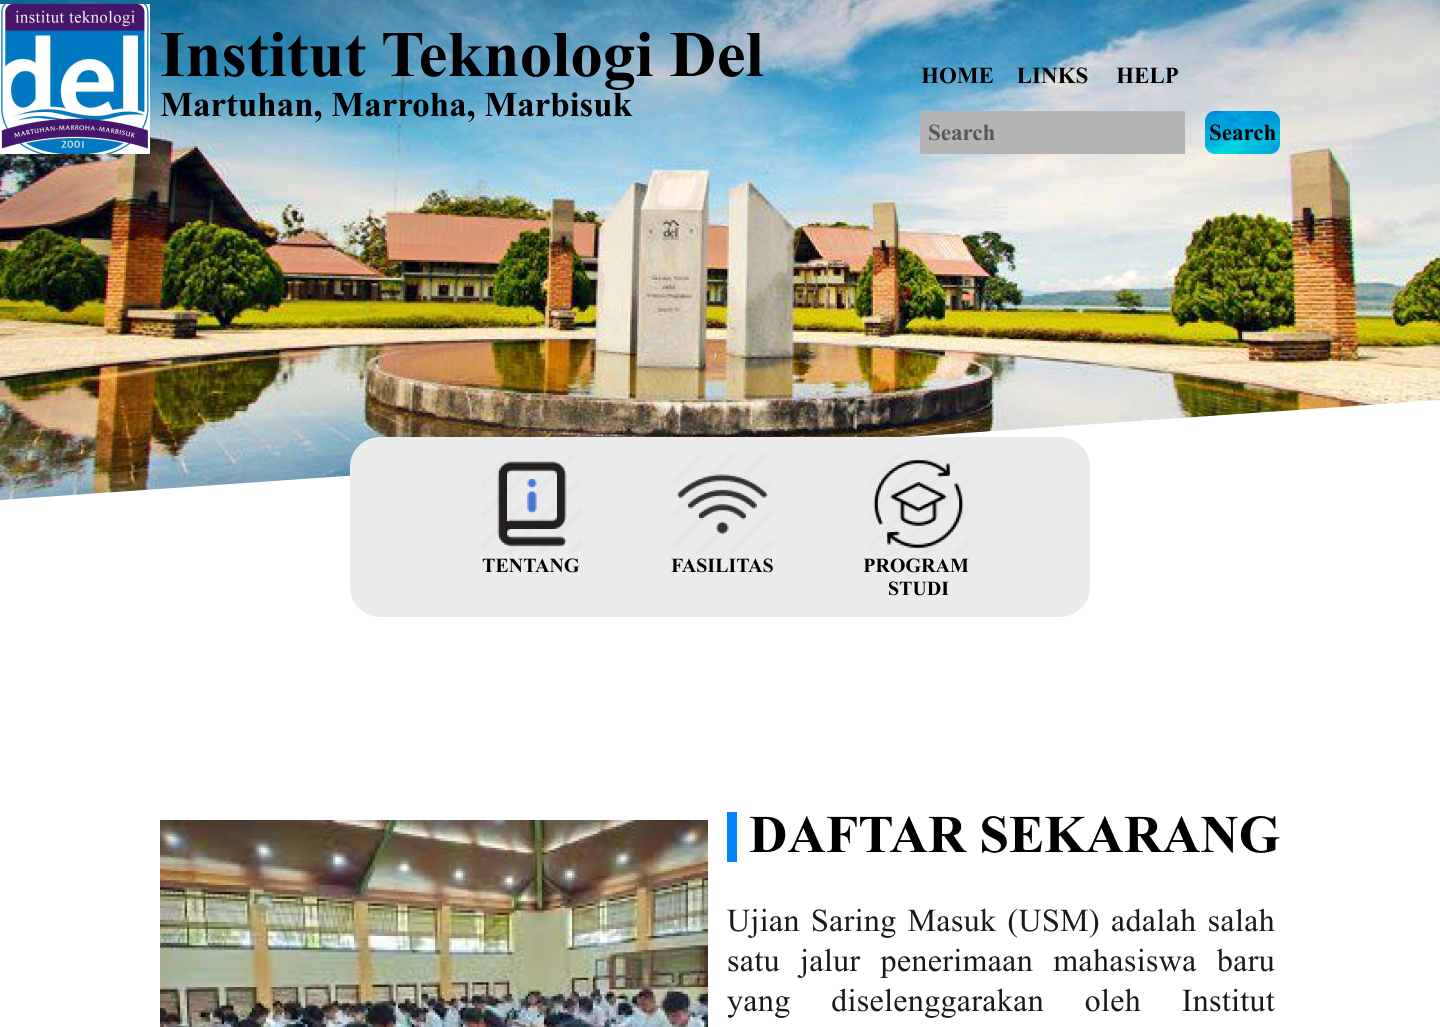 institut teknologi
del
MARTUHAN-MARROHA-MARBISUK
2001
Institut Teknologi Del
Martuhan, Marroha, Marbisuk
HOME LINKS HELP
Search
Search
del
TENTANG
FASILITAS
PROGRAM
STUDI
DAFTAR SEKARANG
Ujian Saring Masuk (USM) adalah salah
satu jalur penerimaan mahasiswa baru
yang diselenggarakan oleh Institut